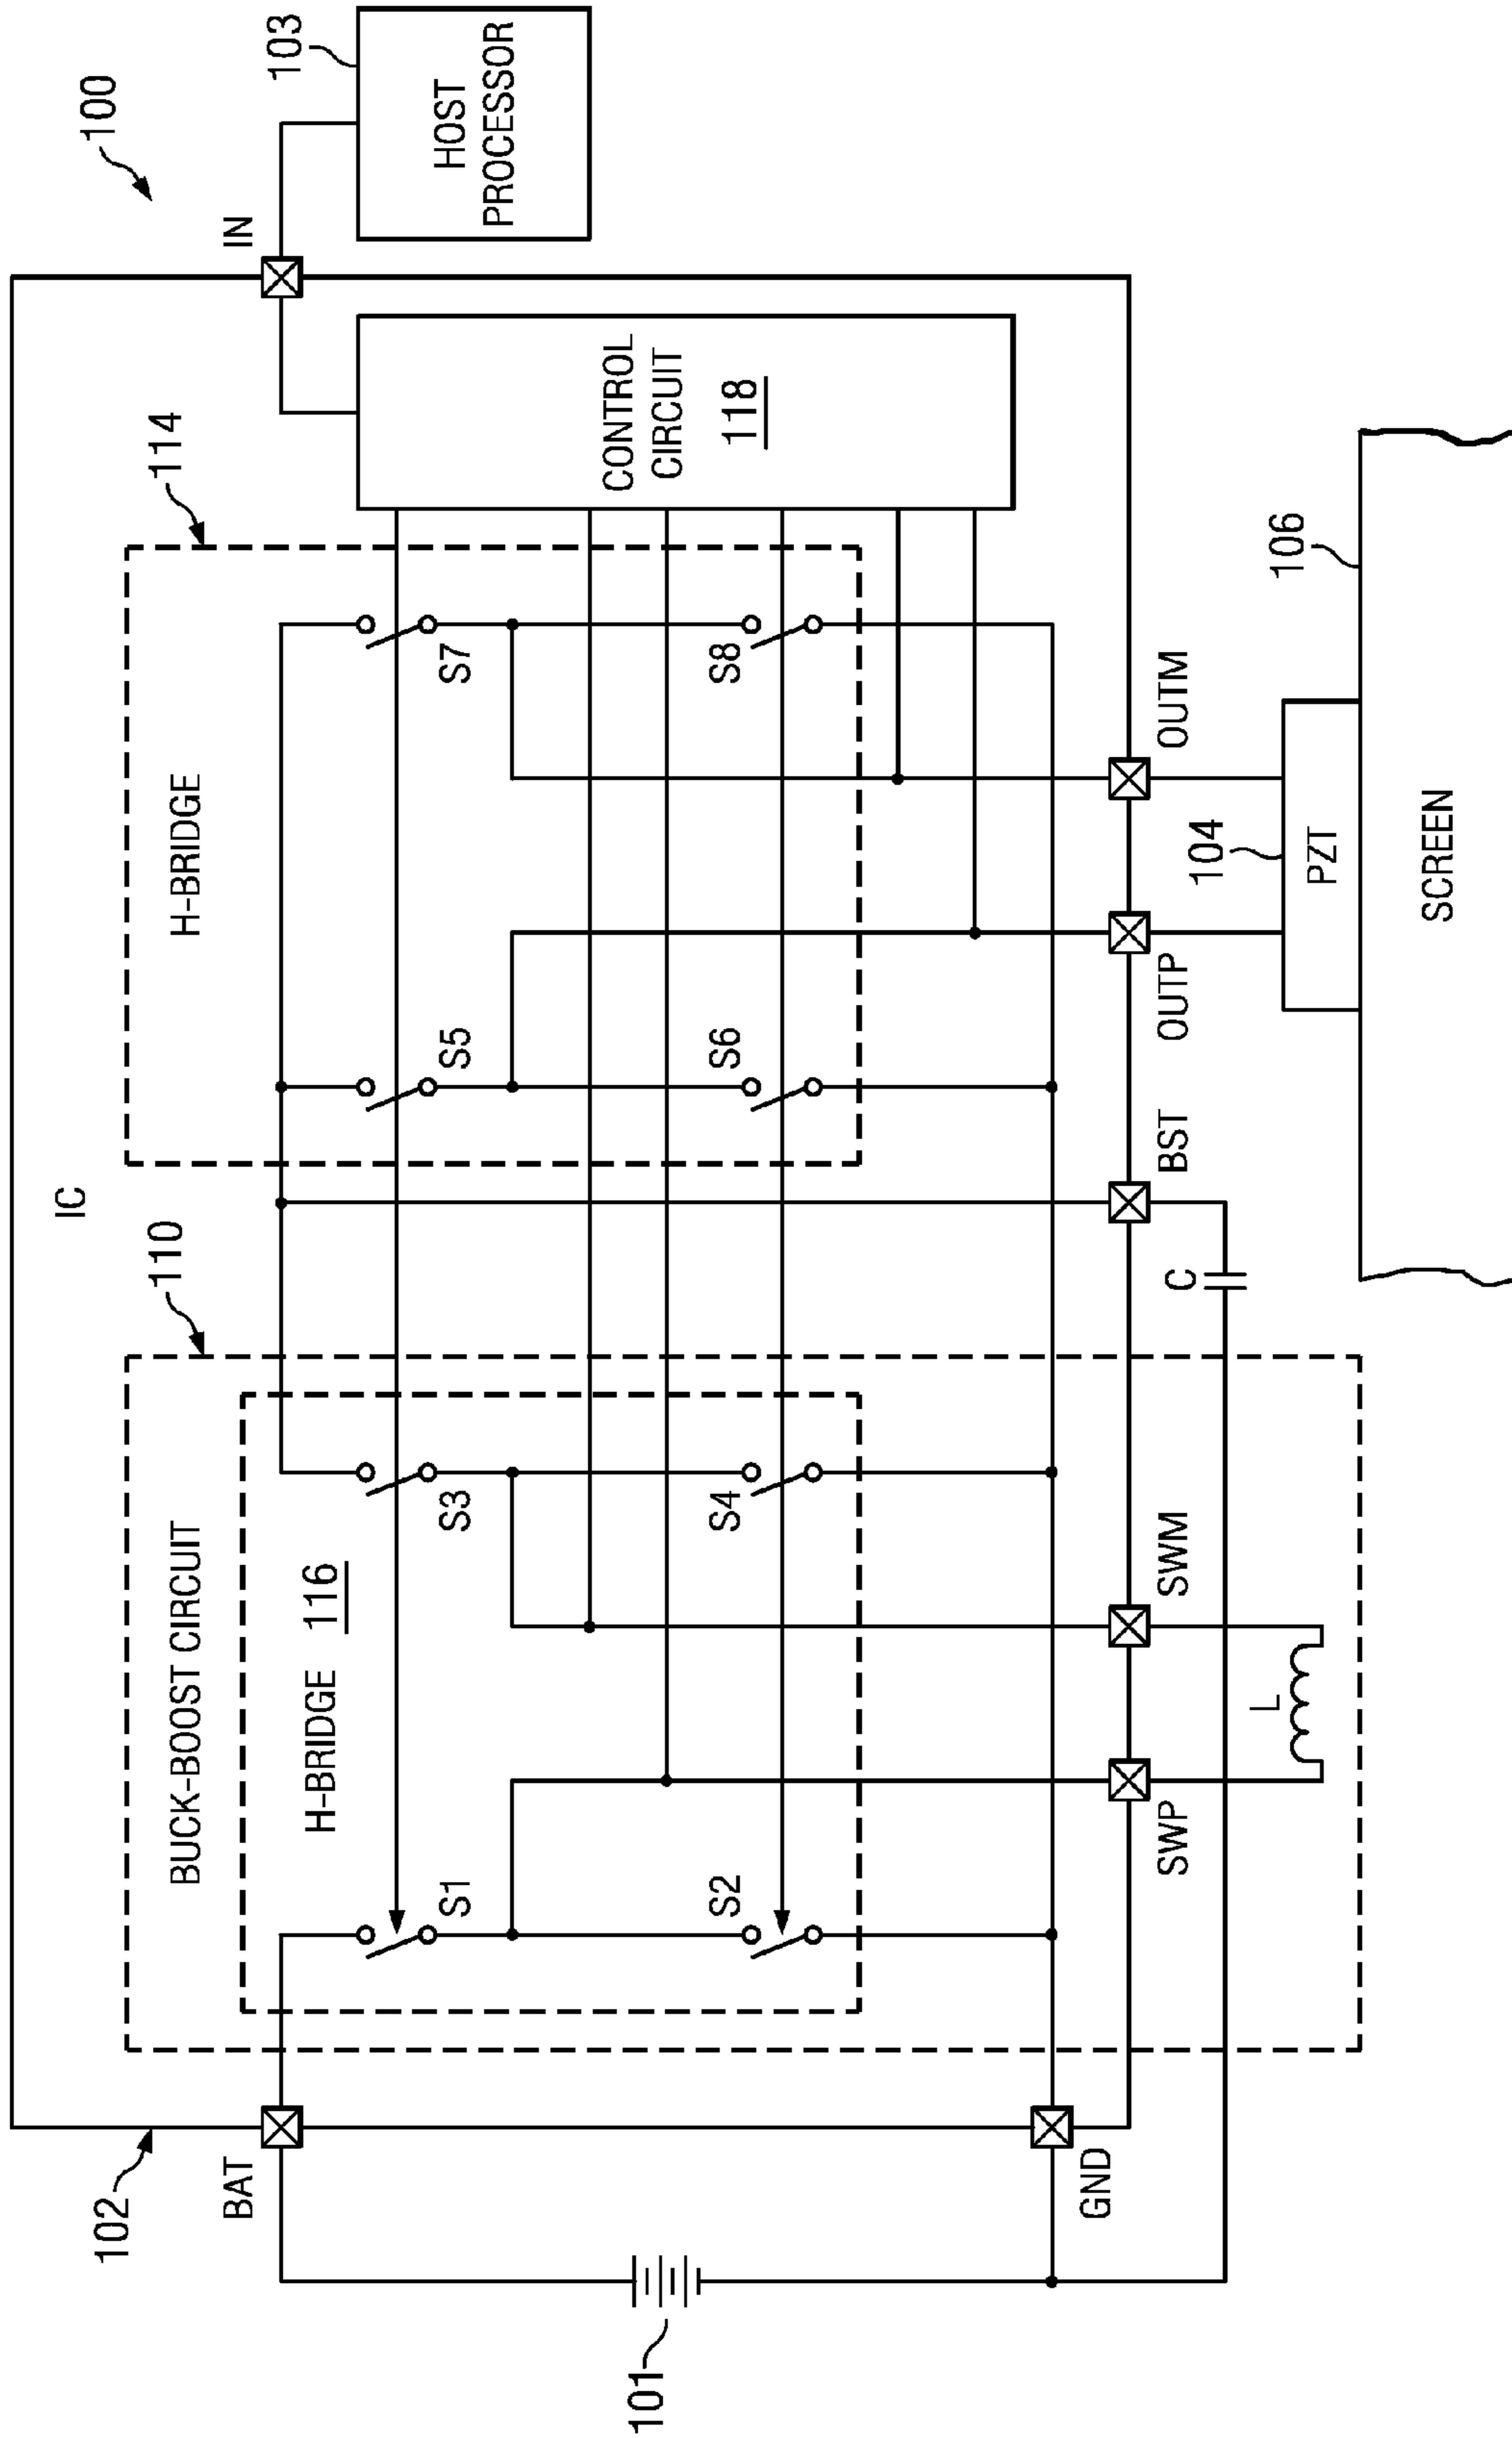 100
102
IC
110
114
BUCK-BOOST CIRCUIT
H-BRIDGE
BAT
IN
103
H-BRIDGE 116
HOST
PROCESSOR
S1
S3
S5
S7
CONTROL
CIRCUIT
118
101
S2
S4
S6
S8
GND
SWP
SWM
BST
OUTP
OUTM
C
104
L
106
PZT
SCREEN